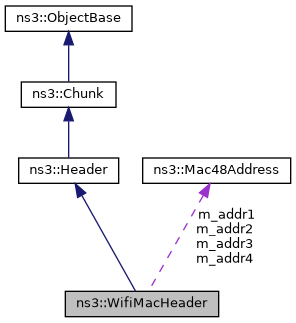 ns3::ObjectBase
ns3::Chunk
ns3::Header
ns3::Mac48Address
m_addr1
m_addr2
m_addr3
m_addr4
ns3::WifiMacHeader